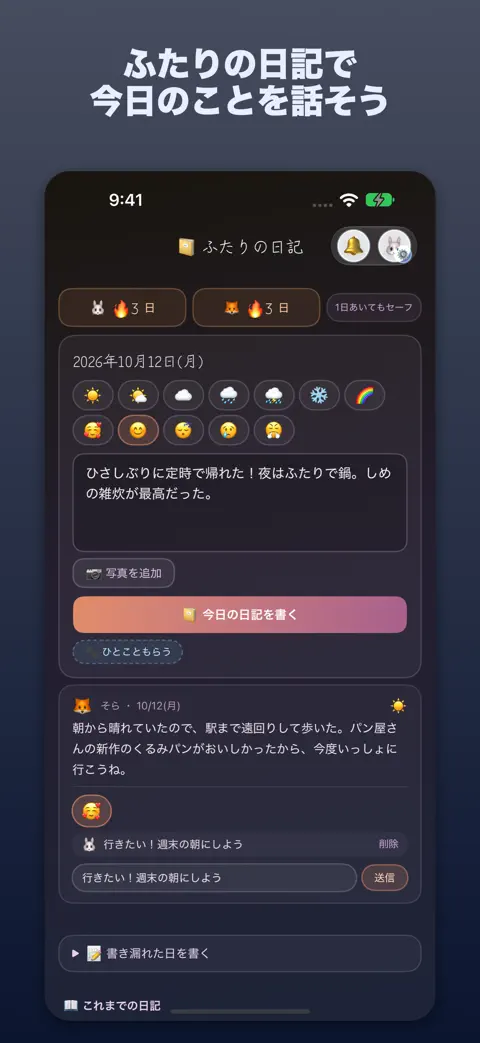 ふたりの日記で
今日のことを話そう
9:41
ふたりの日記
3 日
3 日
1日あいてもセーフ
2026年10月12日(月)
ひさしぶりに定時で帰れた！夜はふたりで鍋。しめ
の雑炊が最高だった。
写真を追加
今日の日記を書く
ひとこともらう
そら ・ 10/12(月)
朝から晴れていたので、駅まで遠回りして歩いた。パン屋さ
んの新作のくるみパンがおいしかったから、今度いっしょに
行こうね。
行きたい！週末の朝にしよう
削除
行きたい！週末の朝にしよう
送信
書き漏れた日を書く
これまでの日記